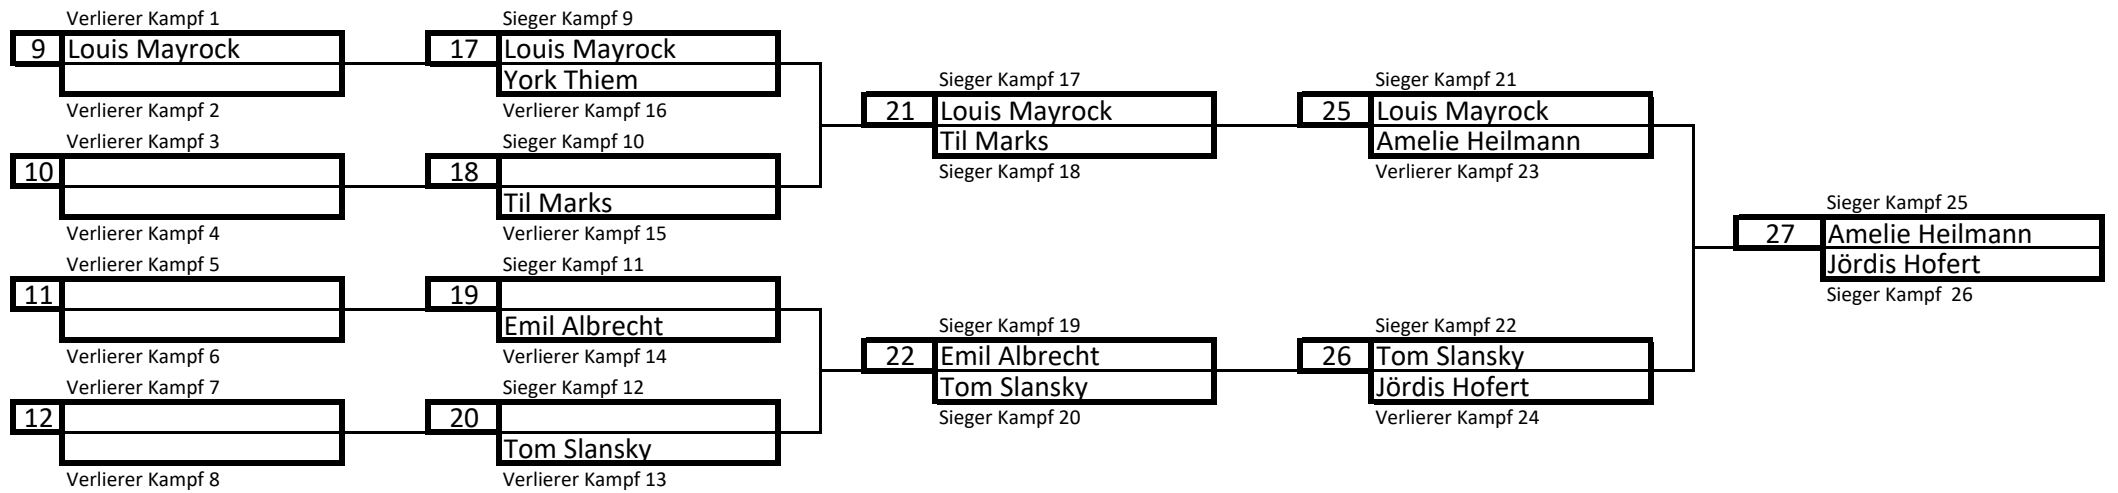 Verlierer Kampf 1
9 Louis Mayrock
Verlierer Kampf 2
Verlierer Kampf 3
10
Verlierer Kampf 4
Verlierer Kampf 5
11
Verlierer Kampf 6
Verlierer Kampf 7
12
Verlierer Kampf 8
Sieger Kampf 9
17 Louis Mayrock
York Thiem
Verlierer Kampf 16
Sieger Kampf 10
18
Til Marks
Verlierer Kampf 15
Sieger Kampf 11
19
Emil Albrecht
Verlierer Kampf 14
Sieger Kampf 12
20
Tom Slansky
Verlierer Kampf 13
Sieger Kampf 17
21 Louis Mayrock
Til Marks
Sieger Kampf 18
Sieger Kampf 19
22 Emil Albrecht
Tom Slansky
Sieger Kampf 20
Sieger Kampf 21
25 Louis Mayrock
Amelie Heilmann
Verlierer Kampf 23
Sieger Kampf 22
26 Tom Slansky
Jördis Hofert
Verlierer Kampf 24
Sieger Kampf 25
27 Amelie Heilmann
Jördis Hofert
Sieger Kampf 26